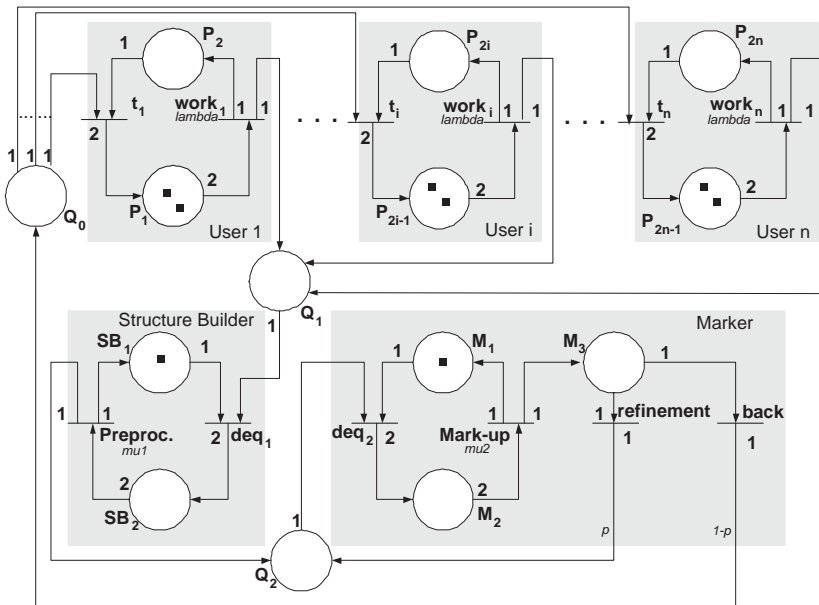 1 P₂ 1 P₂ᵢ 1 P₂ₙ
t₁ work₁ 1 1 tᵢ workᵢ 1 1 tₙ workₙ 1 1
lambda lambda lambda
2 . . . 2 . . . 2
1 1 1
2 2 2
Q₀ P₁ P₂ᵢ₋₁ P₂ₙ₋₁
User 1 User i User n
Q₁
1
Structure Builder Marker
SB₁ 1 1 M₁ M₃ 1
1 1 2 deq₁ deq₂ 2 1 1 1 refinement back
Preproc. Mark-up 1 1
mu1 mu2
2 2
SB₂ 1 M₂ p 1-p
Q₂